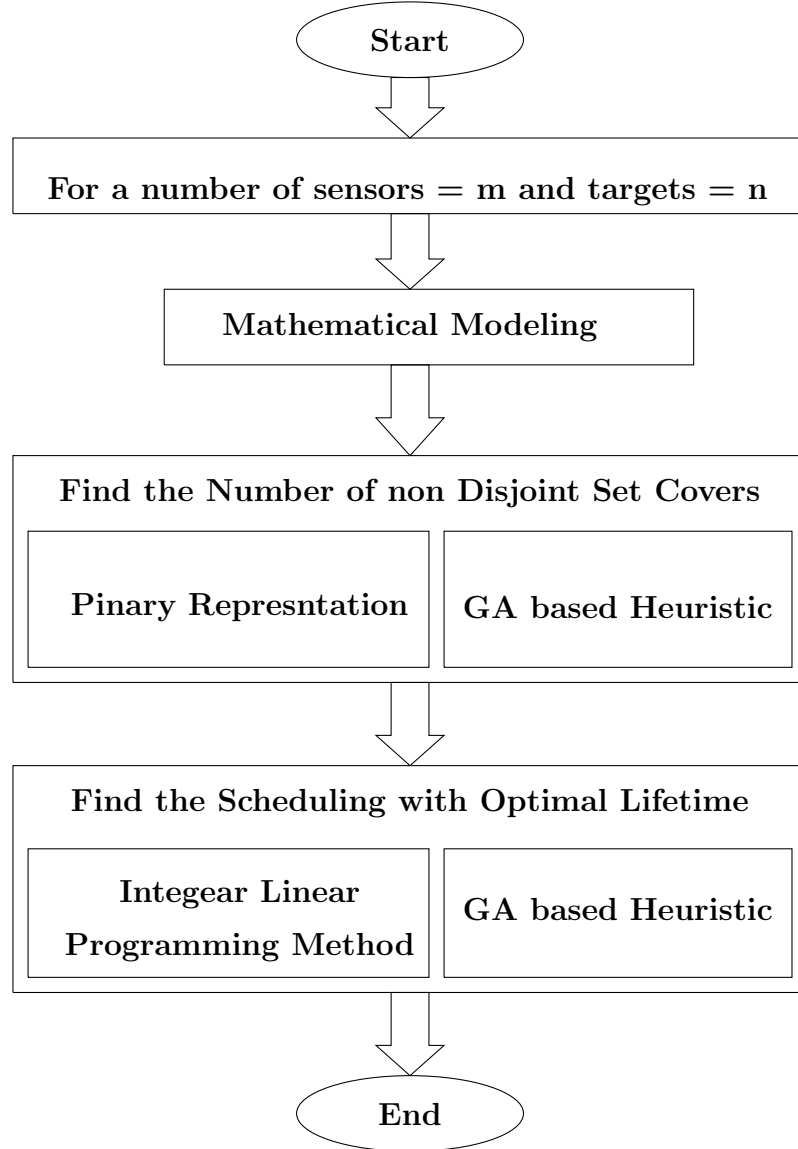 Start
For a number of sensors = m and targets = n
Mathematical Modeling
Find the Number of non Disjoint Set Covers
Pinary Represntation
GA based Heuristic
Find the Scheduling with Optimal Lifetime
Integear Linear
Programming Method
GA based Heuristic
End